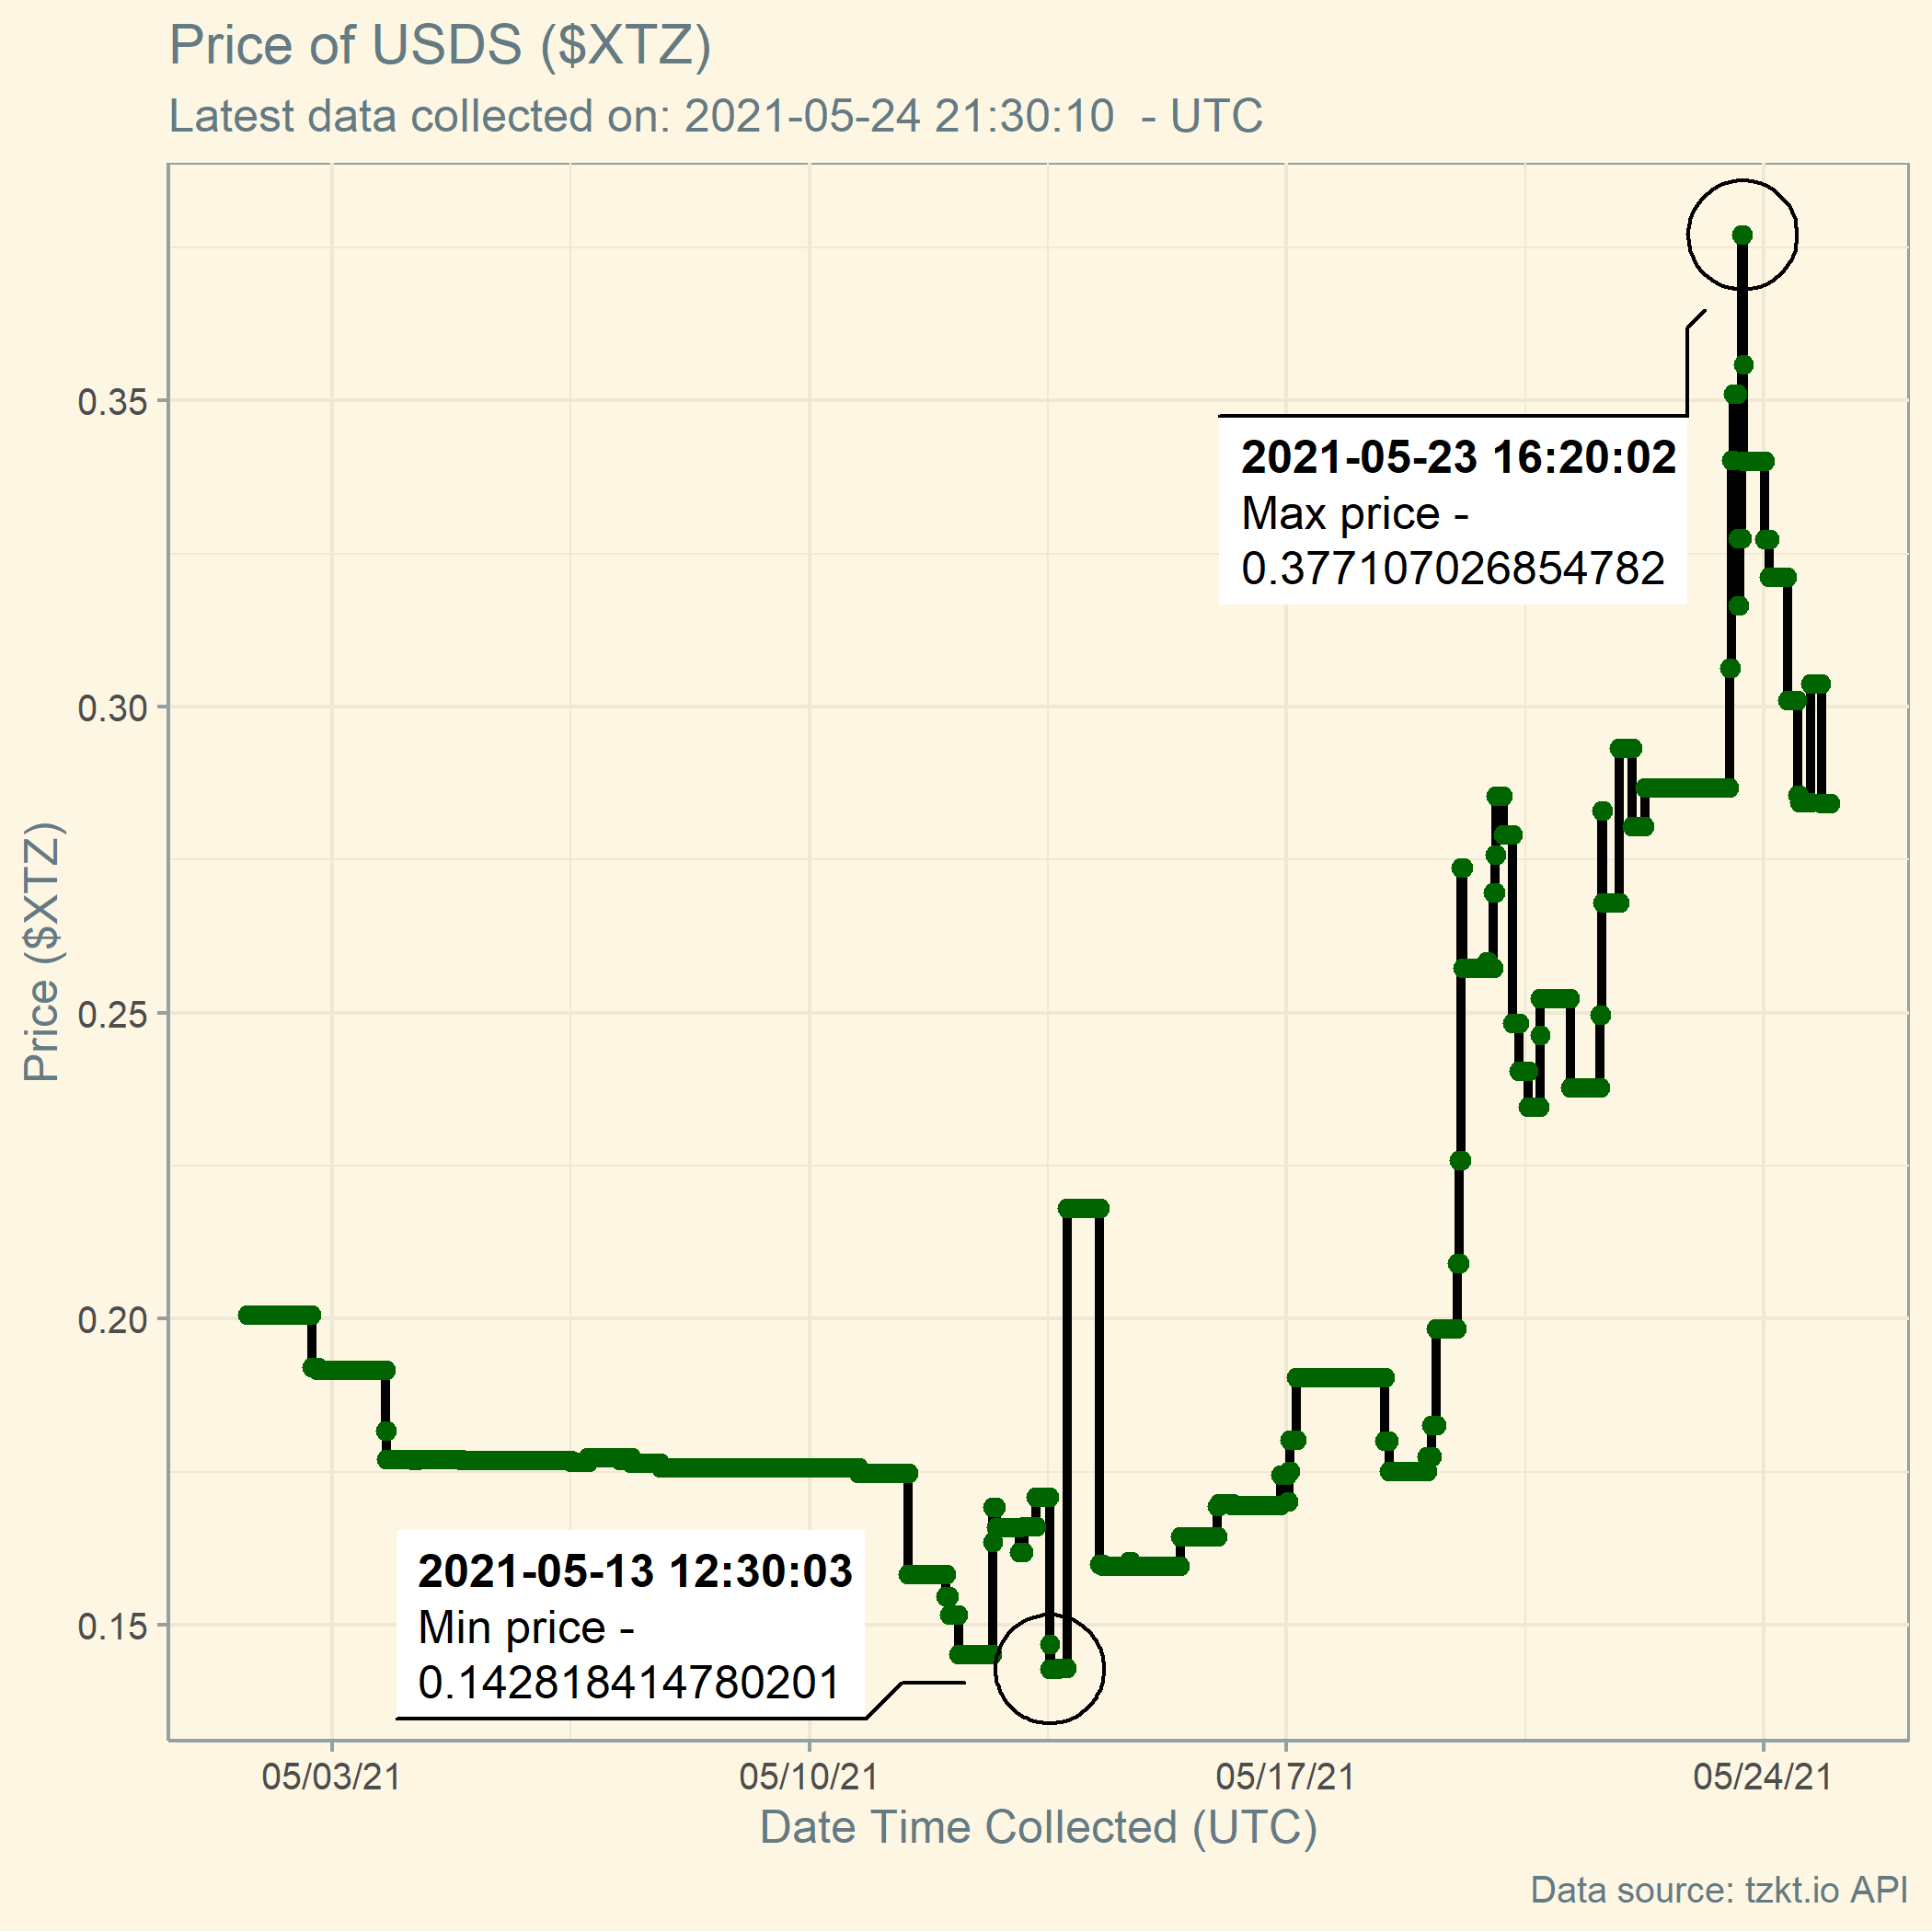 Price of USDS ($XTZ)
Latest data collected on: 2021-05-24 21:30:10  - UTC
2021-05-23 16:20:02
Max price -
0.377107026854782
0.35
0.30
0.25
0.20
0.15
Price ($XTZ)
2021-05-13 12:30:03
Min price -
0.142818414780201
05/03/21
05/10/21
05/17/21
05/24/21
Date Time Collected (UTC)
Data source: tzkt.io API